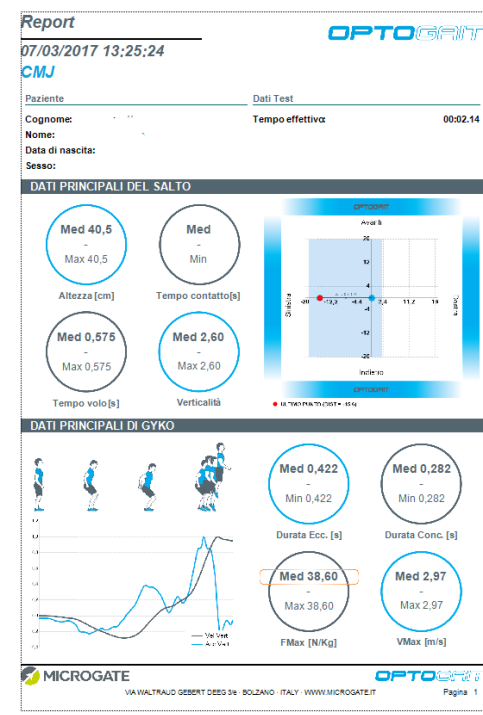 Report
OPTOGAIT
07/03/2017 13:25:24
CMJ
Paziente
Dati Test
Cognome:
Tempo effettivo:
00:02.14
Nome:
Data di nascita:
Sesso:
DATI PRINCIPALI DEL SALTO
Med 40,5
-
Max 40,5
Altezza [cm]
Med
-
Min
Tempo contatto[s]
Med 0,575
-
Max 0,575
Tempo volo[s]
Med 2,60
-
Max 2,60
Verticalità
OPTOGAIT
Avanti
Sinistra
Destra
Indietro
OPTOGAIT
DATI PRINCIPALI DI GYKO
Med 0,422
-
Min 0,422
Durata Ecc. [s]
Med 0,282
-
Min 0,282
Durata Conc. [s]
Med 38,60
-
Max 38,60
FMax [N/Kg]
Med 2,97
-
Max 2,97
VMax [m/s]
Vel Vert
Acc Vert
MICROGATE
OPTOGAIT
VIA WALTRAUD GEBERT DEEG 3/e - BOLZANO - ITALY - WWW.MICROGATE.IT
Pagina 1